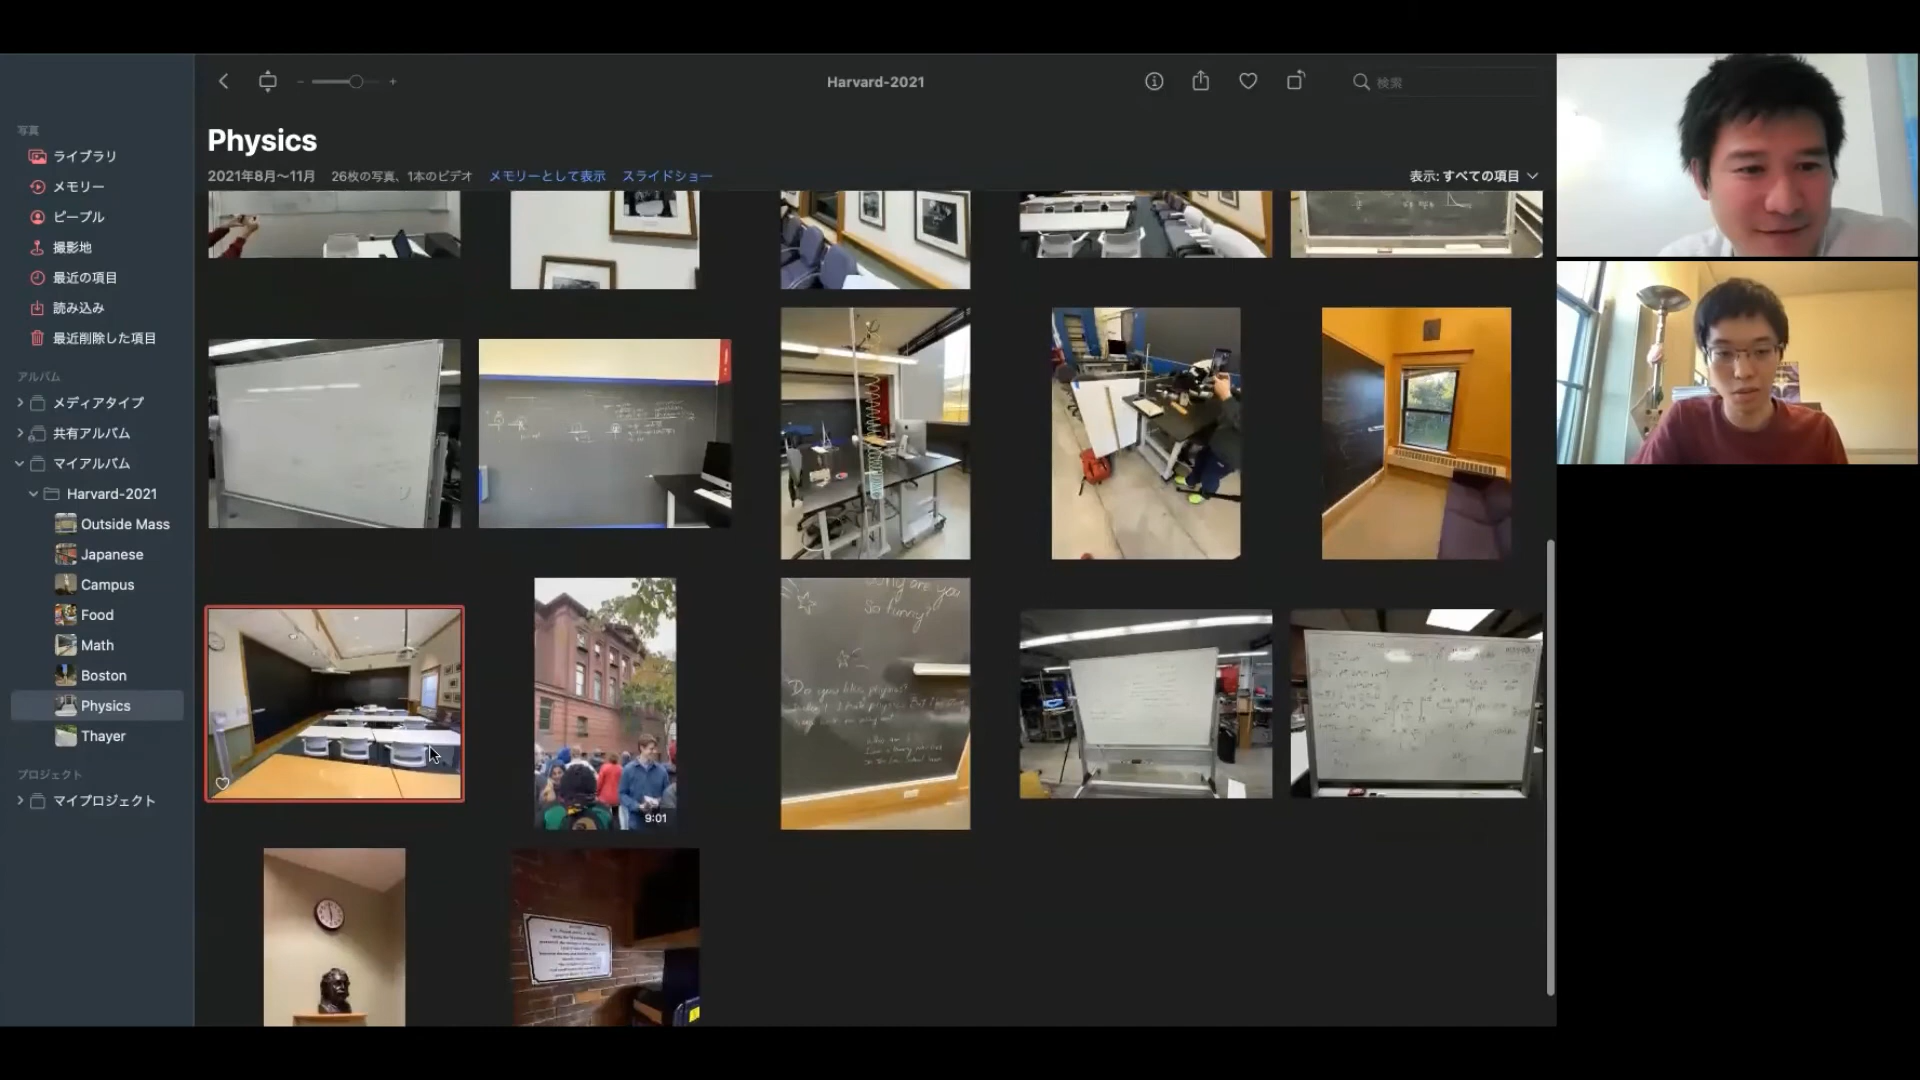 Harvard-2021
検索
Physics
2021年8月〜11月 26枚の写真、1本のビデオ メモリーとして表示 スライドショー
表示: すべての項目
写真
ライブラリ
メモリー
ピープル
撮影地
最近の項目
読み込み
最近削除した項目
アルバム
メディアタイプ
共有アルバム
マイアルバム
Harvard-2021
Outside Mass
Japanese
Campus
Food
Math
Boston
Physics
Thayer
プロジェクト
マイプロジェクト
9:01
why are you
so funny?
Do you like physics?